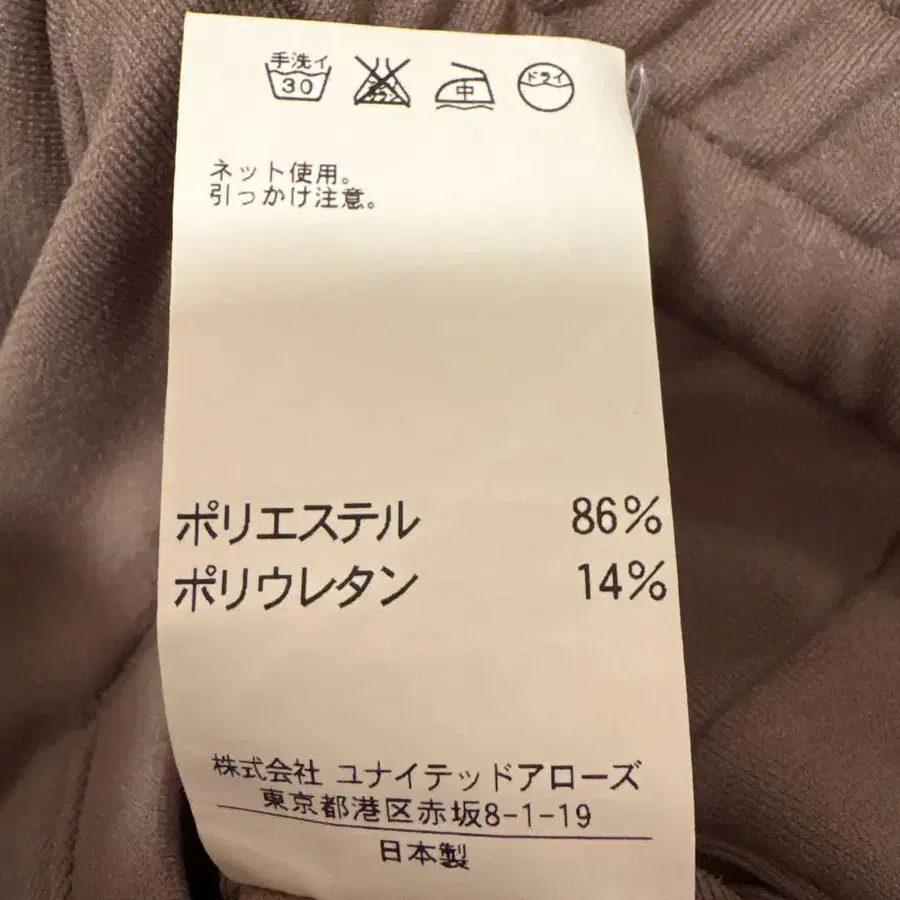 手洗イ
30
中
ドライ
ネット使用。
引っかけ注意。
ポリエステル 86%
ポリウレタン 14%
株式会社 ユナイテッドアローズ
東京都港区赤坂8-1-19
日本製